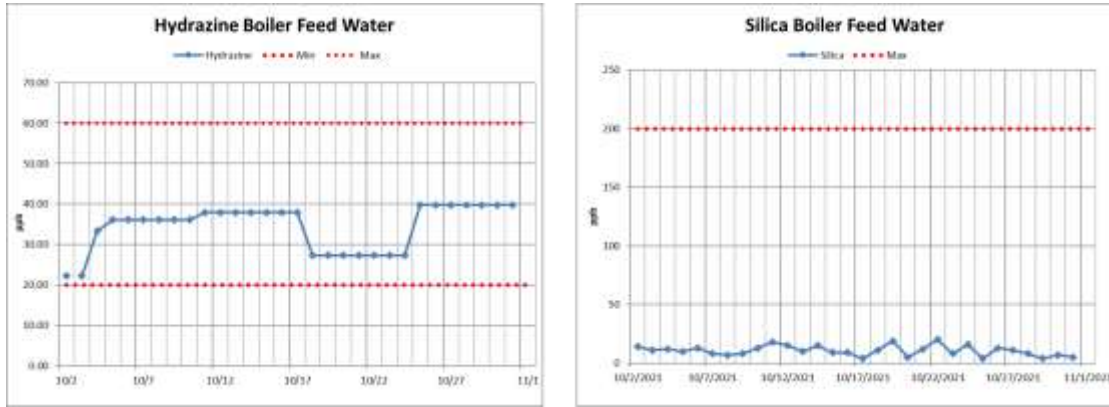 Hydrazine Boiler Feed Water
Hydrazine Min Max
70.00
60.00
50.00
40.00
30.00
20.00
10.00
0.00
ppb
10/2 10/7 10/12 10/17 10/22 10/27 11/1
Silica Boiler Feed Water
Silica Max
250
200
150
100
50
0
ppb
10/2/2021 10/7/2021 10/12/2021 10/17/2021 10/22/2021 10/27/2021 11/1/2021